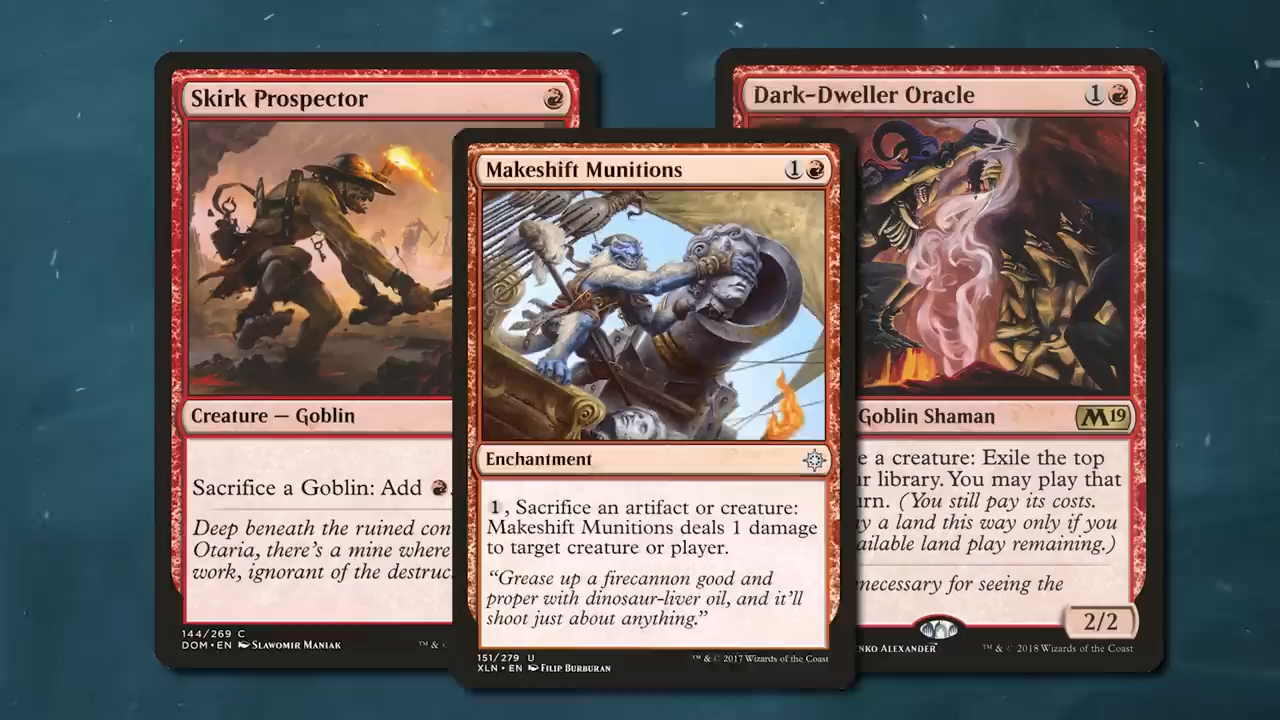 Skirk Prospector
Creature — Goblin
Sacrifice a Goblin: Add
Deep beneath the ruined
Otaria, there's a mine where
work, ignorant of the
144/269 C
DOM • EN SLAWOMIR MANIAK
™ & ©
Makeshift Munitions 1
Enchantment
1, Sacrifice an artifact or creature:
Makeshift Munitions deals 1 damage
to target creature or player.
"Grease up a firecannon good and
proper with dinosaur-liver oil, and it'll
shoot just about anything."
151/279 U
XLN • EN FILIP BURBURAN
™ & © 2017 Wizards of the Coast
Dark-Dweller Oracle 1
Goblin Shaman M19
a creature: Exile the top
library. You may play that
(You still pay its costs.
a land this way only if you
land play remaining.)
necessary for seeing the
2/2
ALEXANDER
™ & © 2018 Wizards of the Coast